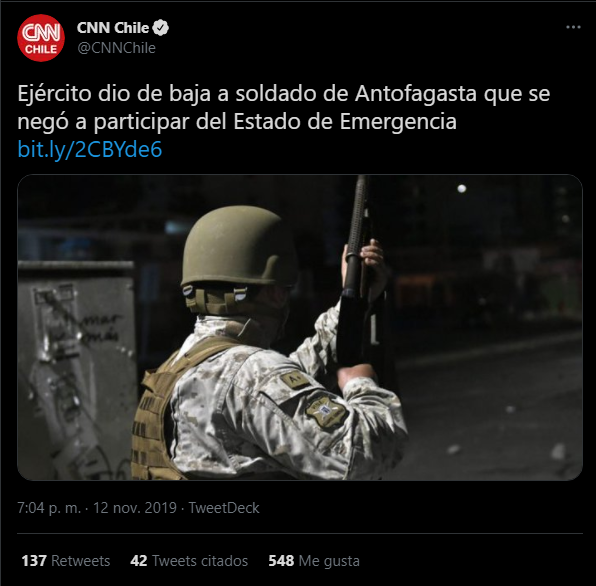 CNN
CHILE
CNN Chile
@CNNChile
Ejército dio de baja a soldado de Antofagasta que se
negó a participar del Estado de Emergencia
bit.ly/2CBYde6
7:04 p. m. · 12 nov. 2019 · TweetDeck
137 Retweets 42 Tweets citados 548 Me gusta